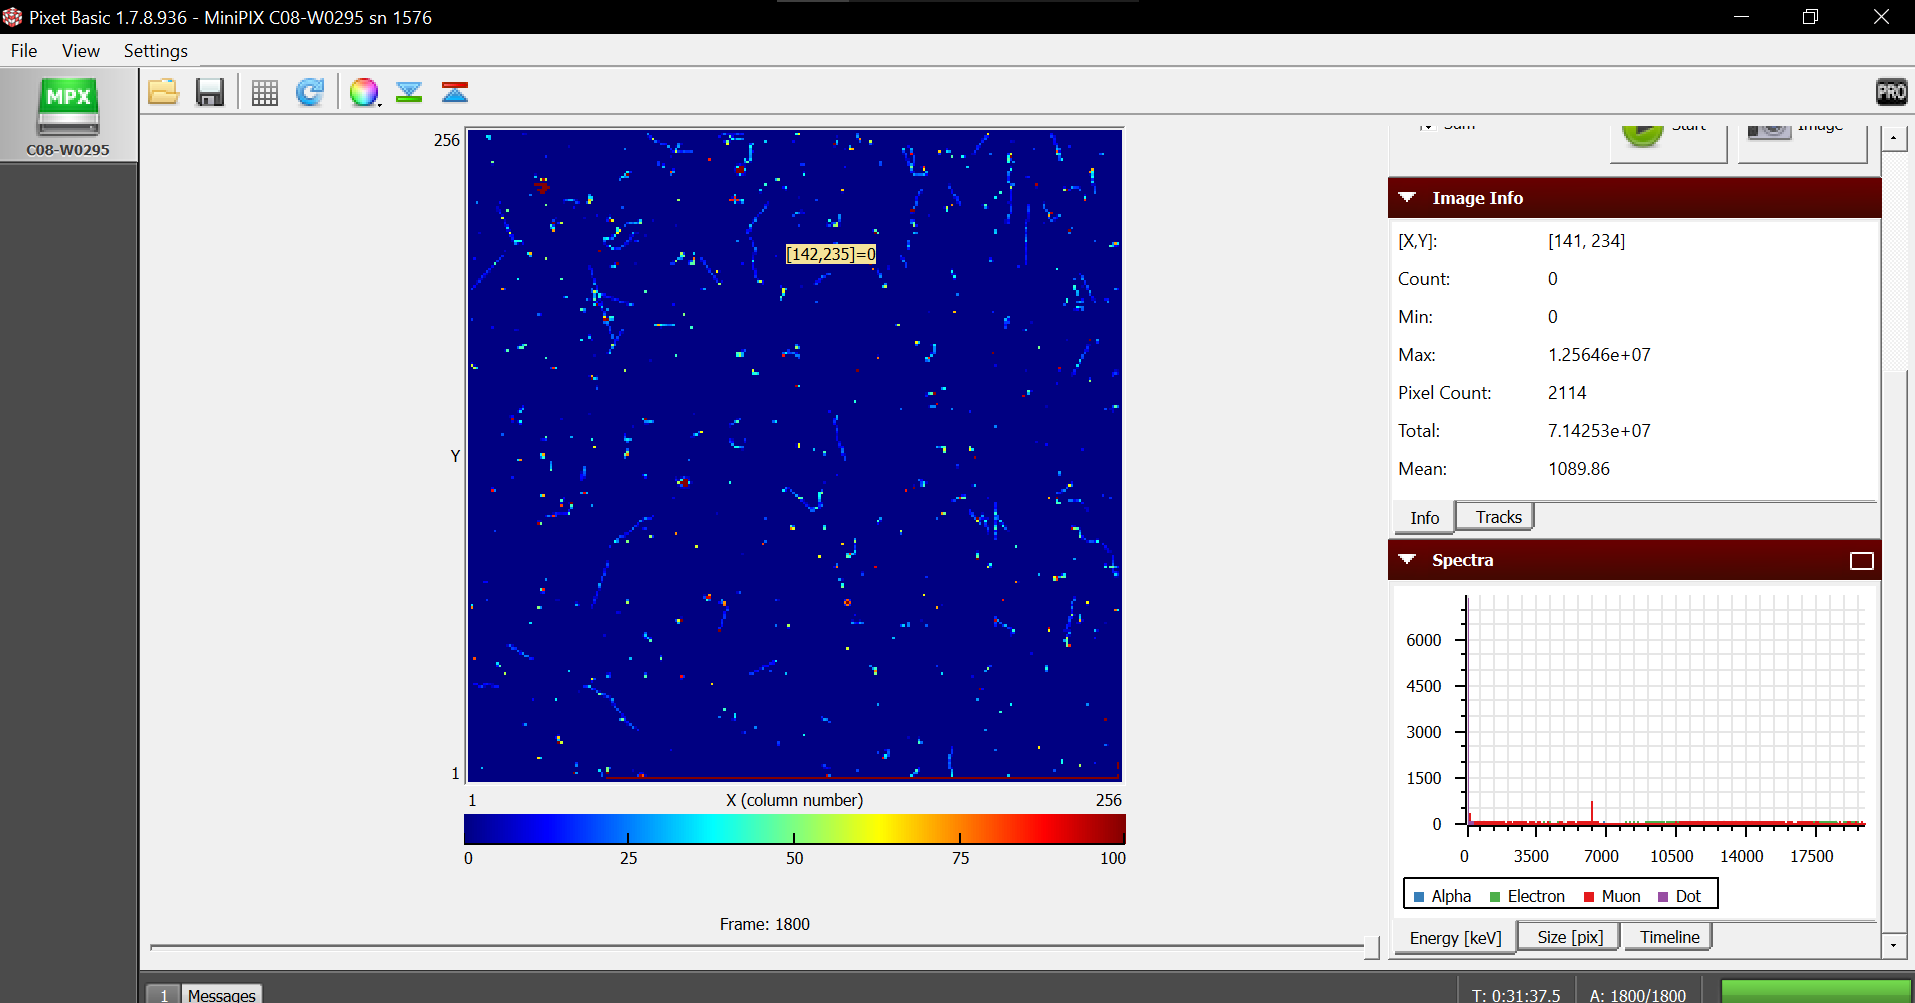 Pixet Basic 1.7.8.936 - MiniPIX C08-W0295 sn 1576
File View Settings
MPX
C08-W0295
PRO
Sum Start Image
256
Y
1
[142,235]=0
1 X (column number) 256
0 25 50 75 100
Frame: 1800
Image Info
[X,Y]: [141, 234]
Count: 0
Min: 0
Max: 1.25646e+07
Pixel Count: 2114
Total: 7.14253e+07
Mean: 1089.86
Info Tracks
Spectra
6000
4500
3000
1500
0
0 3500 7000 10500 14000 17500
Alpha Electron Muon Dot
Energy [keV] Size [pix] Timeline
1 Messages
T: 0:31:37.5 A: 1800/1800